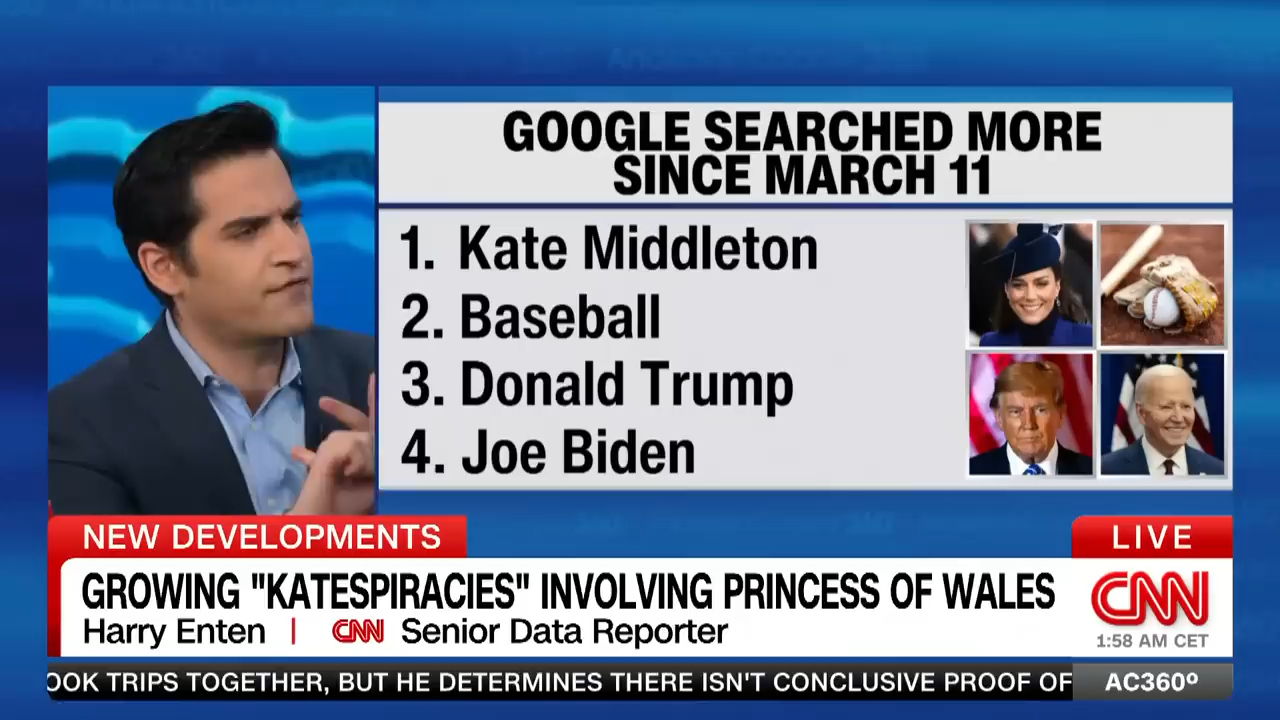 GOOGLE SEARCHED MORE
SINCE MARCH 11
1. Kate Middleton
2. Baseball
3. Donald Trump
4. Joe Biden
NEW DEVELOPMENTS
LIVE
GROWING "KATESPIRACIES" INVOLVING PRINCESS OF WALES
Harry Enten | CNN Senior Data Reporter
CNN
1:58 AM CET
OOK TRIPS TOGETHER, BUT HE DETERMINES THERE ISN'T CONCLUSIVE PROOF OF
AC360º